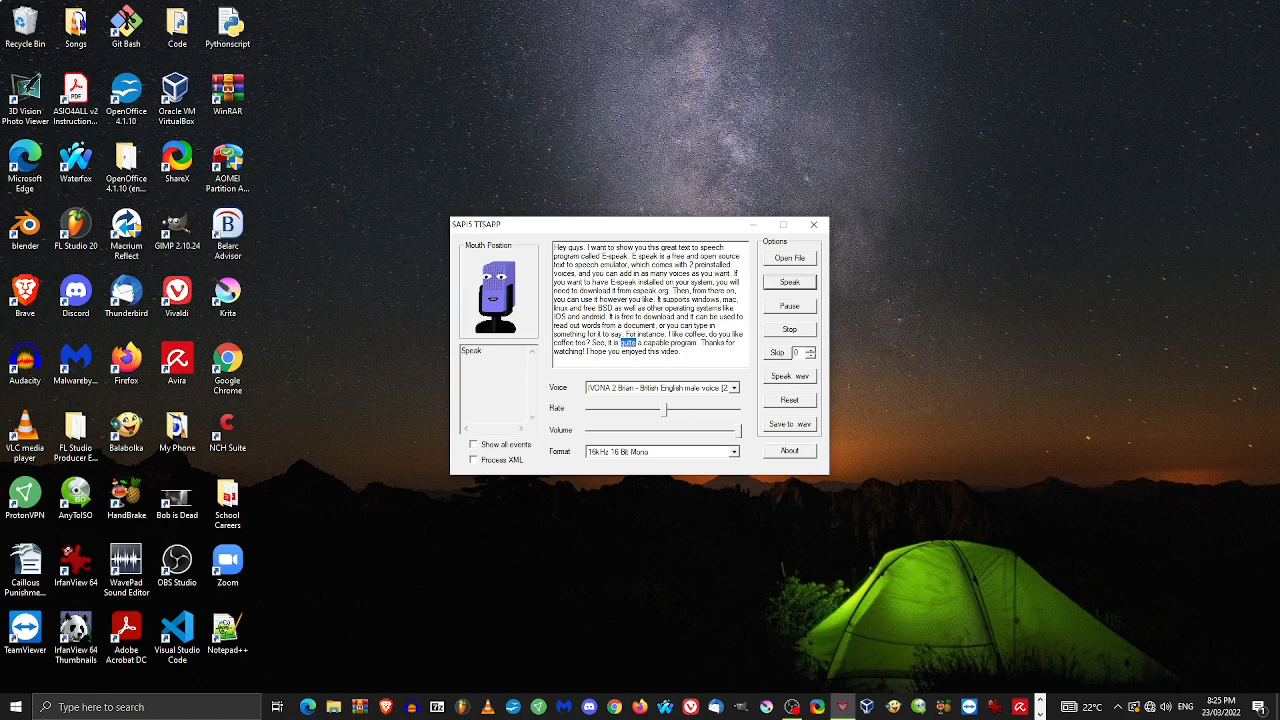 Recycle Bin
Songs
Git Bash
Code
Pythonscript
3D Vision
Photo Viewer
ASIO4ALL v2
Instruction...
OpenOffice
4.1.10
Oracle VM
VirtualBox
WinRAR
Microsoft
Edge
Waterfox
OpenOffice
4.1.10 (en...
ShareX
AOMEI
Partition A...
blender
FL Studio 20
Macrium
Reflect
GIMP 2.10.24
Belarc
Advisor
Brave
Discord
Thunderbird
Vivaldi
Krita
Audacity
Malwareby...
Firefox
Avira
Google
Chrome
VLC media
player
FL Studio
Producer E...
Balabolka
My Phone
NCH Suite
ProtonVPN
AnyToISO
HandBrake
Bob is Dead
School
Careers
Caillous
Punishme...
IrfanView 64
WavePad
Sound Editor
OBS Studio
Zoom
TeamViewer
IrfanView 64
Thumbnails
Adobe
Acrobat DC
Visual Studio
Code
Notepad++
SAPI5 TTSAPP
Mouth Position
Speak
Show all events
Process XML
Hey guys. I want to show you this great text to speech
program called E-speak. E speak is a free and open source
text to speech emulator, which comes with 2 preinstalled
voices, and you can add in as many voices as you want. If
you want to have E-speak installed on your system, you will
need to download it from espeak.org. Then, from there,
you can use it however you like. It supports windows, mac,
linux and free BSD as well as other operating systems like
iOS and android. It is free to download and it can be used to
read out words from a document, or you can type in
something for it to say. For instance: I like coffee, do you like
coffee too? See, it is quite a capable program. Thanks for
watching! I hope you enjoyed this video.
Voice
IVONA 2 Brian - British English male voice [2
Rate
Volume
Format
16kHz 16 Bit Mono
Options
Open File
Speak
Pause
Stop
Skip 0
Speak .wav
Reset
Save to .wav
About
Type here to search
22°C
ENG
8:25 PM
23/03/2022